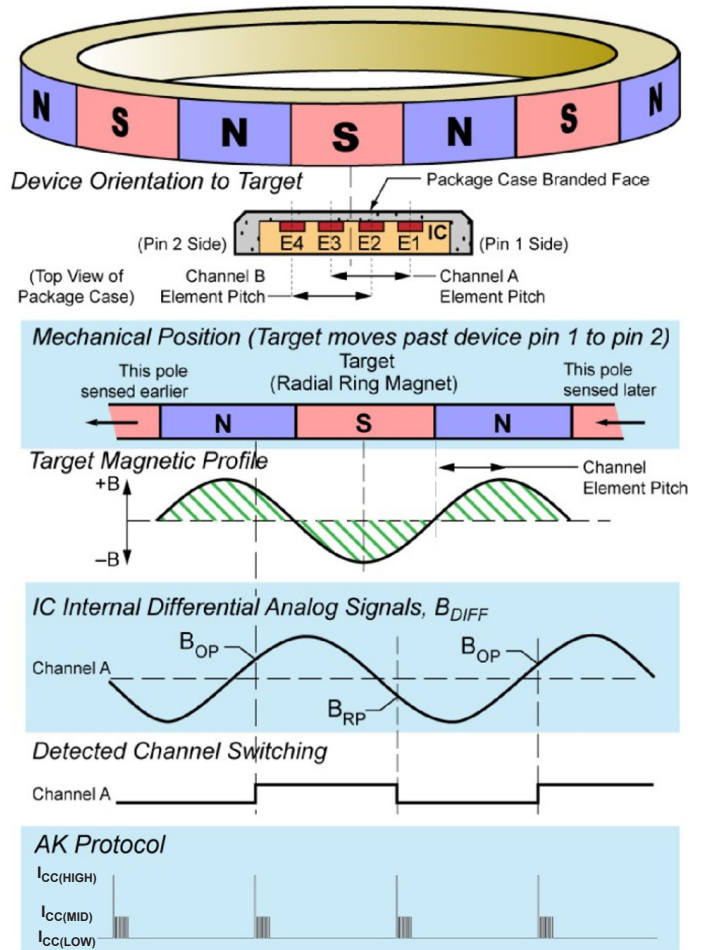 N S N S N S N
Device Orientation to Target
Package Case Branded Face
IC
E4 E3 E2 E1
(Pin 2 Side)
(Pin 1 Side)
(Top View of
Package Case)
Channel B
Element Pitch
Channel A
Element Pitch
Mechanical Position (Target moves past device pin 1 to pin 2)
This pole
sensed earlier
Target
(Radial Ring Magnet)
This pole
sensed later
N S N
Target Magnetic Profile
+B
–B
Channel
Element Pitch
IC Internal Differential Analog Signals, BDIFF
BOP
BOP
Channel A
BRP
Detected Channel Switching
Channel A
AK Protocol
ICC(HIGH)
ICC(MID)
ICC(LOW)